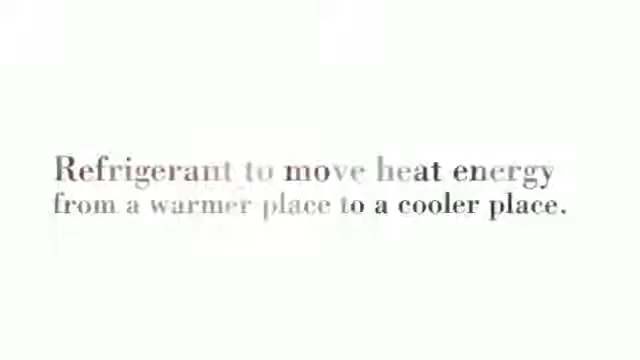 Refrigerant to move heat energy
from a warmer place to a cooler place.